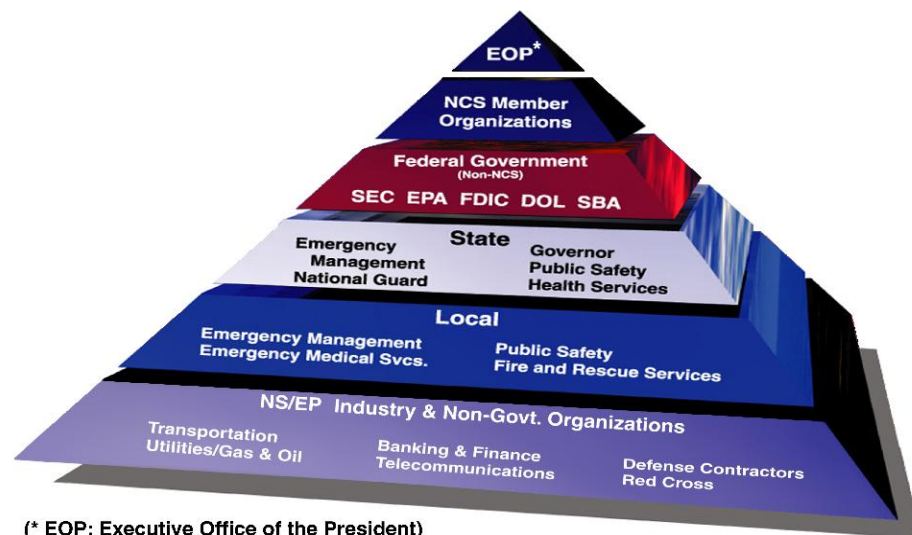 EOP*
NCS Member
Organizations
Federal Government
(Non-NCS)
SEC EPA FDIC DOL SBA
State
Emergency
Management
National Guard
Governor
Public Safety
Health Services
Local
Emergency Management
Emergency Medical Svcs.
Public Safety
Fire and Rescue Services
NS/EP Industry & Non-Govt. Organizations
Transportation
Utilities/Gas & Oil
Banking & Finance
Telecommunications
Defense Contractors
Red Cross
(* EOP: Executive Office of the President)